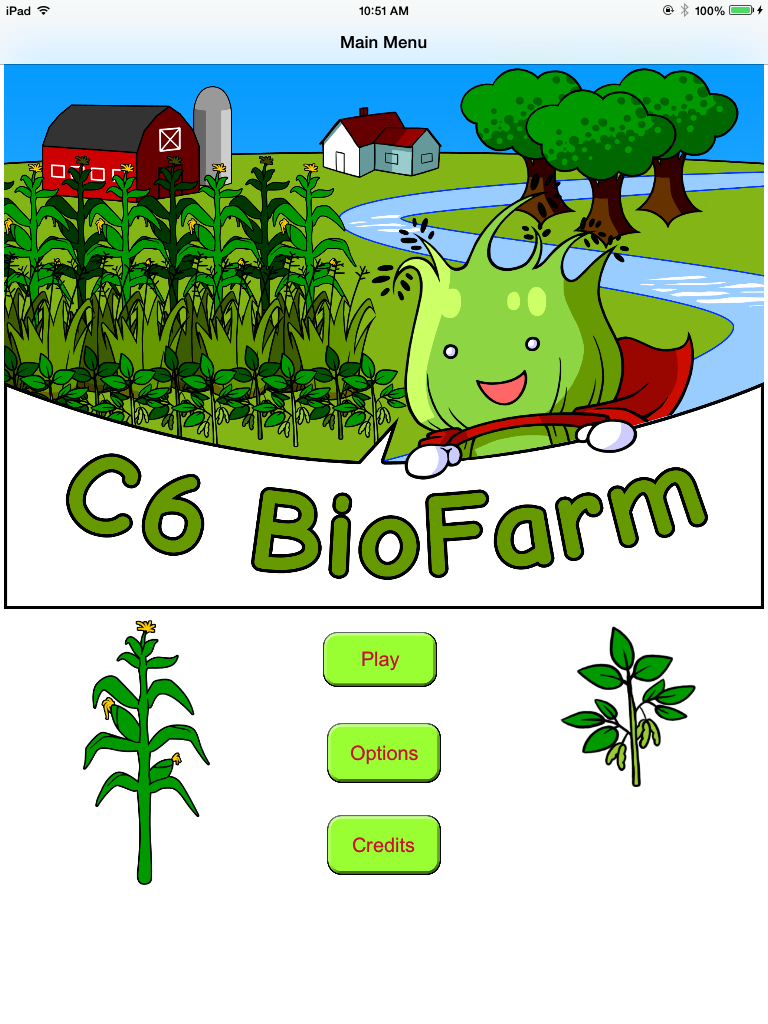 iPad 10:51 AM 100%
Main Menu
C6 BioFarm
Play
Options
Credits